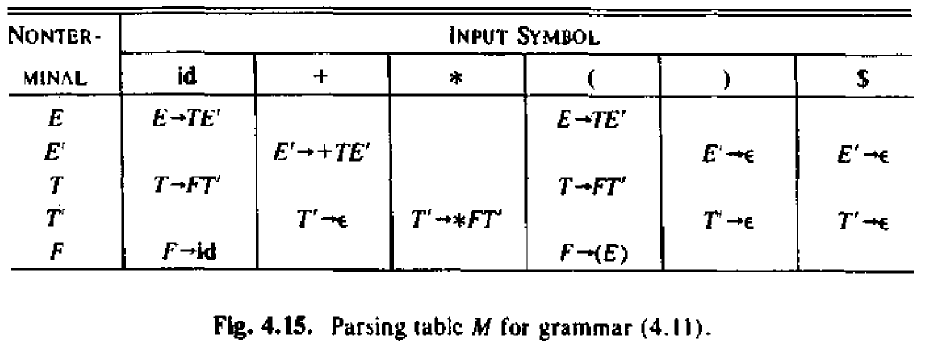 NONTER- INPUT SYMBOL
MINAL id + * ( ) $
E E→TE' E→TE'
E' E'→+TE' E'→ϵ E'→ϵ
T T→FT' T→FT'
T' T'→ϵ T'→*FT' T'→ϵ T'→ϵ
F F→id F→(E)
Fig. 4.15. Parsing table M for grammar (4.11).